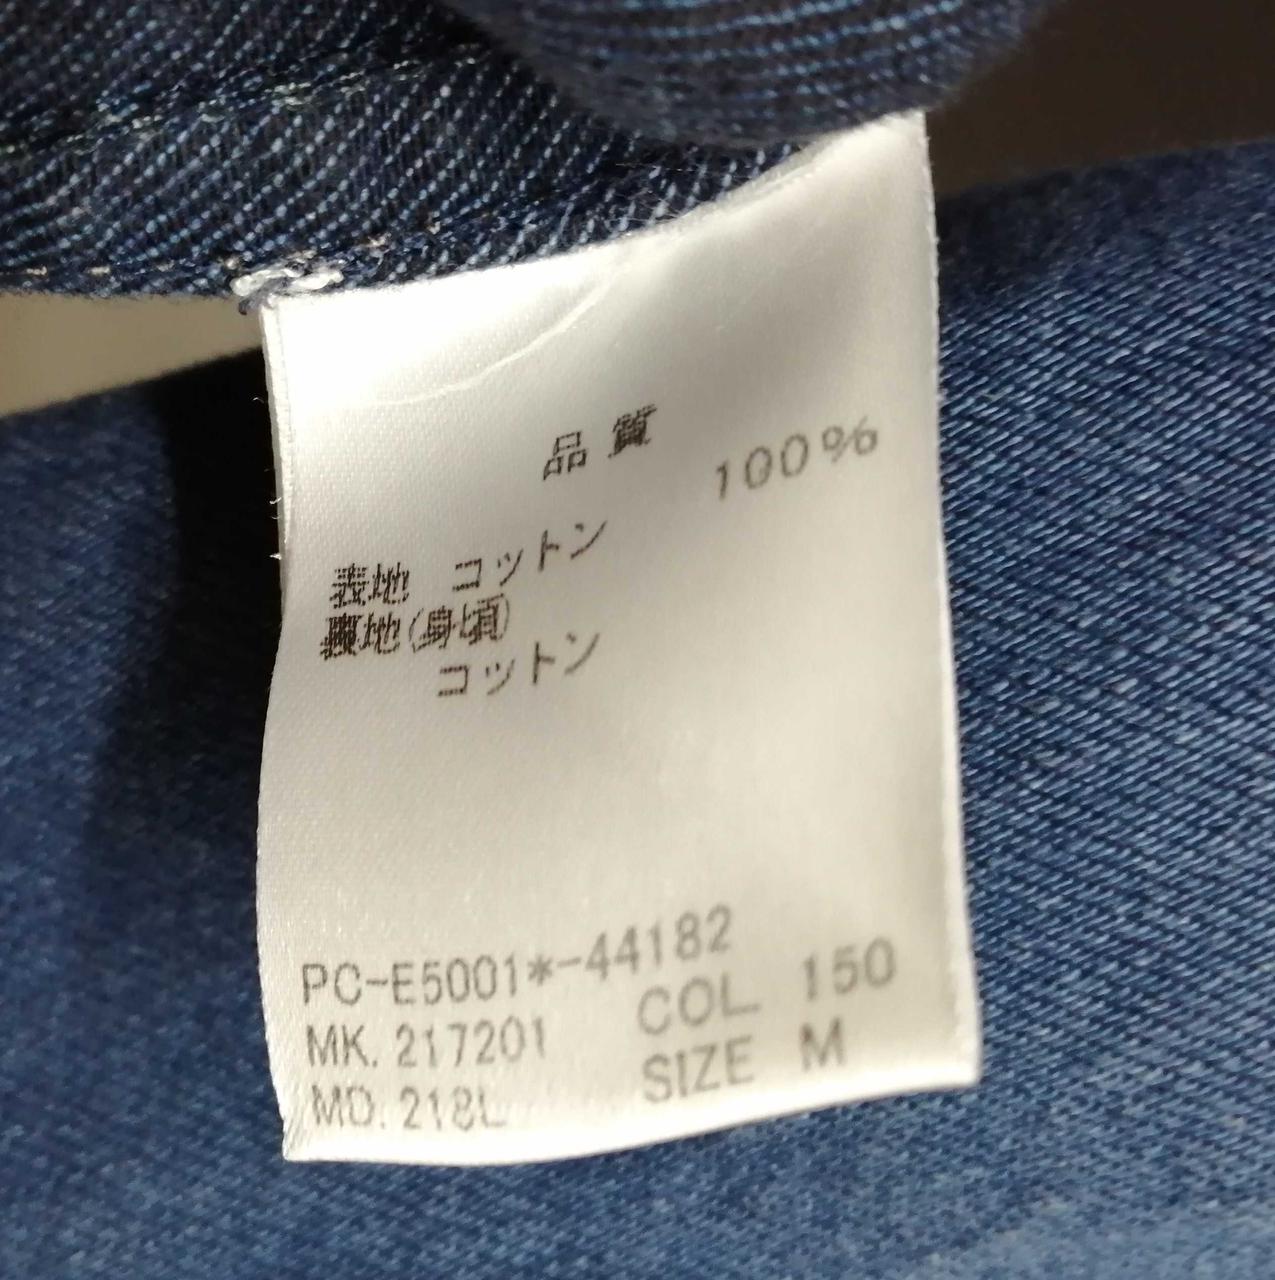 品質
表地 コットン 100%
裏地(身頃)
コットン
PC-E5001*-44182
MK. 217201 COL 150
MD. 218L SIZE M